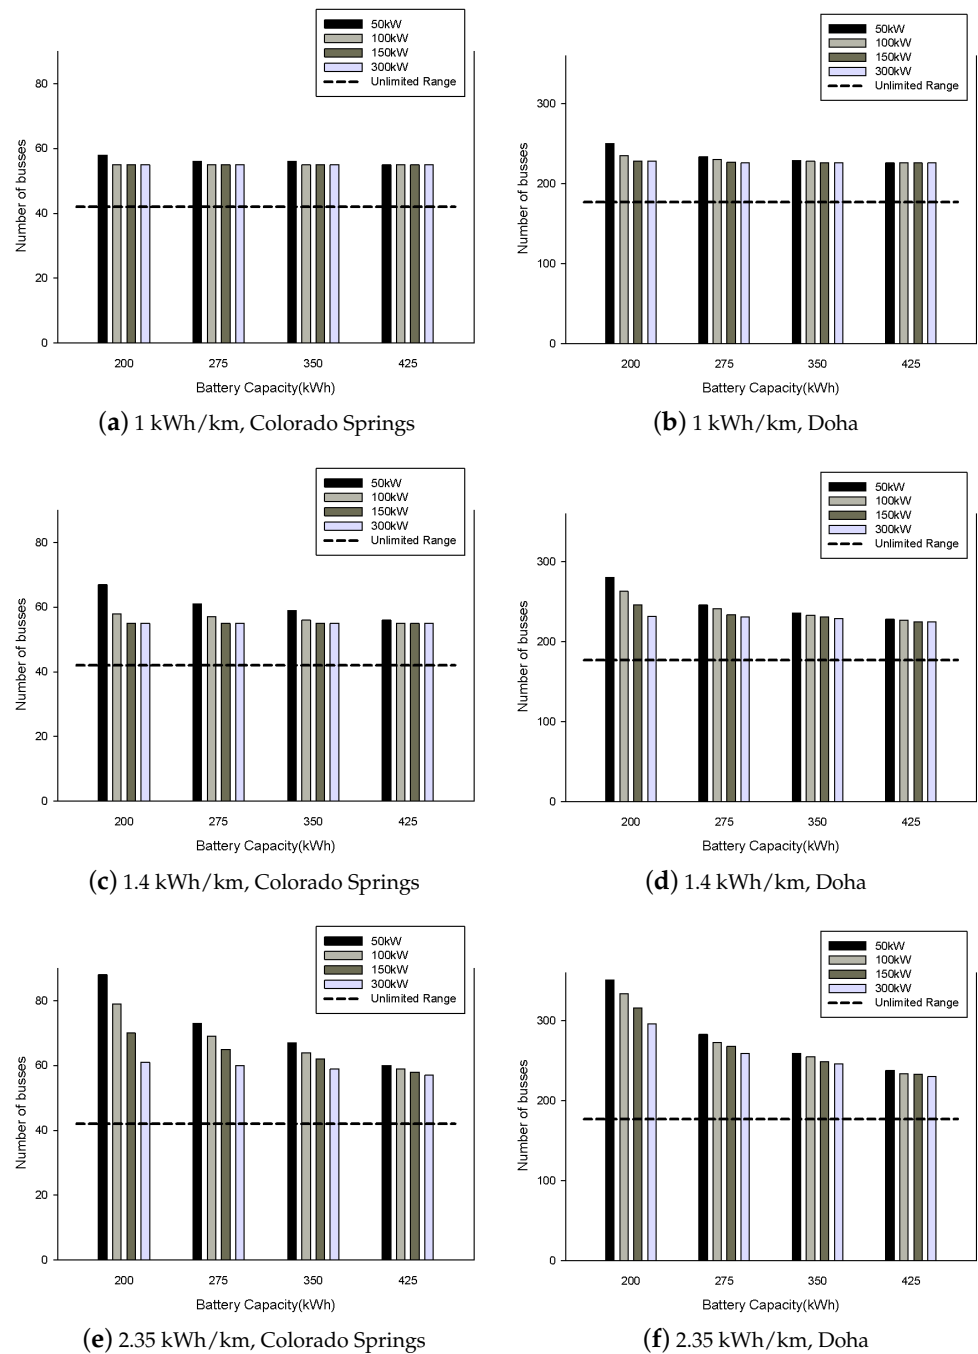 50kW
100kW
150kW
300kW
Unlimited Range
Number of busses
80
60
40
20
0
200 275 350 425
Battery Capacity(kWh)
(a) 1 kWh/km, Colorado Springs
50kW
100kW
150kW
300kW
Unlimited Range
Number of busses
300
200
100
0
200 275 350 425
Battery Capacity(kWh)
(b) 1 kWh/km, Doha
50kW
100kW
150kW
300kW
Unlimited Range
Number of busses
80
60
40
20
0
200 275 350 425
Battery Capacity(kWh)
(c) 1.4 kWh/km, Colorado Springs
50kW
100kW
150kW
300kW
Unlimited Range
Number of busses
300
200
100
0
200 275 350 425
Battery Capacity(kWh)
(d) 1.4 kWh/km, Doha
50kW
100kW
150kW
300kW
Unlimited Range
Number of busses
80
60
40
20
0
200 275 350 425
Battery Capacity(kWh)
(e) 2.35 kWh/km, Colorado Springs
50kW
100kW
150kW
300kW
Unlimited Range
Number of busses
300
200
100
0
200 275 350 425
Battery Capacity(kWh)
(f) 2.35 kWh/km, Doha